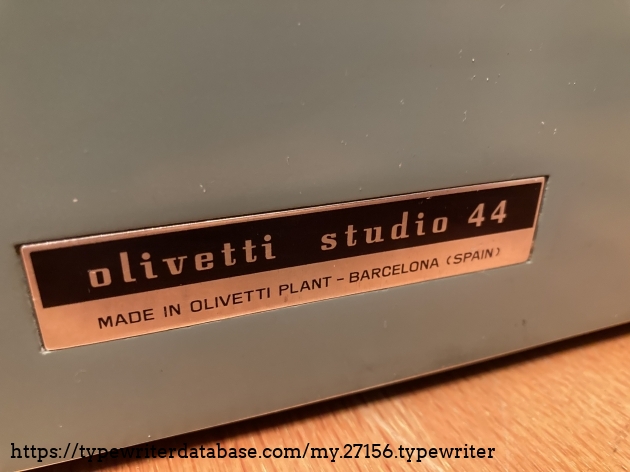 olivetti studio 44
MADE IN OLIVETTI PLANT - BARCELONA (SPAIN)
https://typewriterdatabase.com/my.27156.typewriter